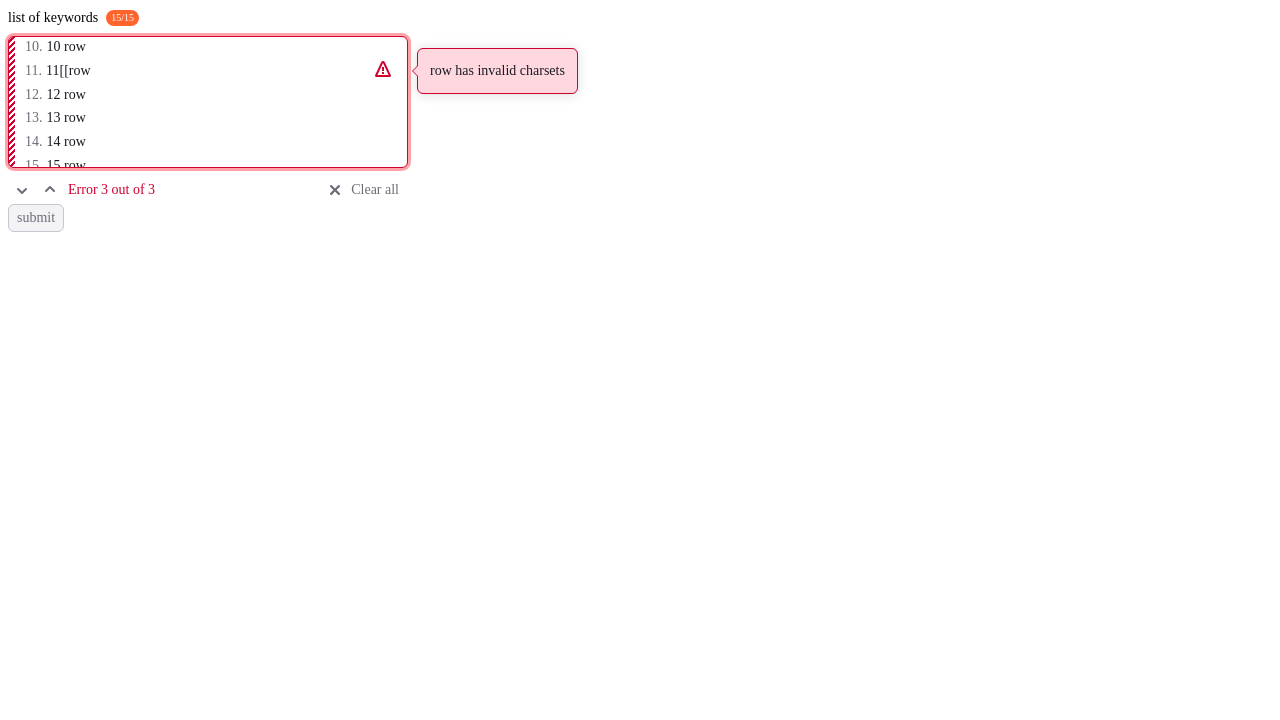 list of keywords 15/15
10. 10 row
11. 11[[row
row has invalid charsets
12. 12 row
13. 13 row
14. 14 row
15. 15 row
Error 3 out of 3
Clear all
submit